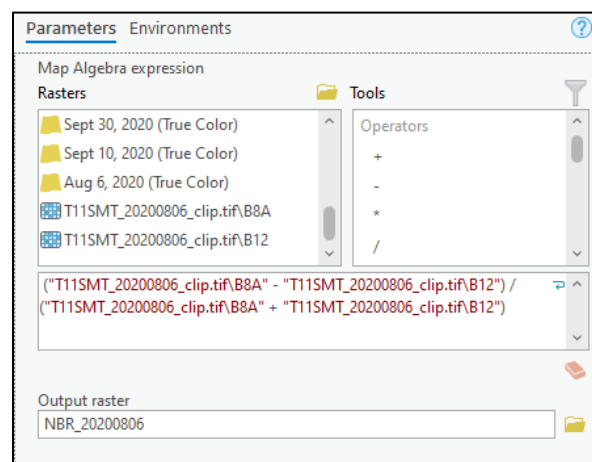 Parameters Environments
?
Map Algebra expression
Rasters
Tools
Sept 30, 2020 (True Color)
Sept 10, 2020 (True Color)
Aug 6, 2020 (True Color)
T11SMT_20200806_clip.tif\B8A
T11SMT_20200806_clip.tif\B12
Operators
+
-
*
/
("T11SMT_20200806_clip.tif\B8A" - "T11SMT_20200806_clip.tif\B12") /
("T11SMT_20200806_clip.tif\B8A" + "T11SMT_20200806_clip.tif\B12")
Output raster
NBR_20200806